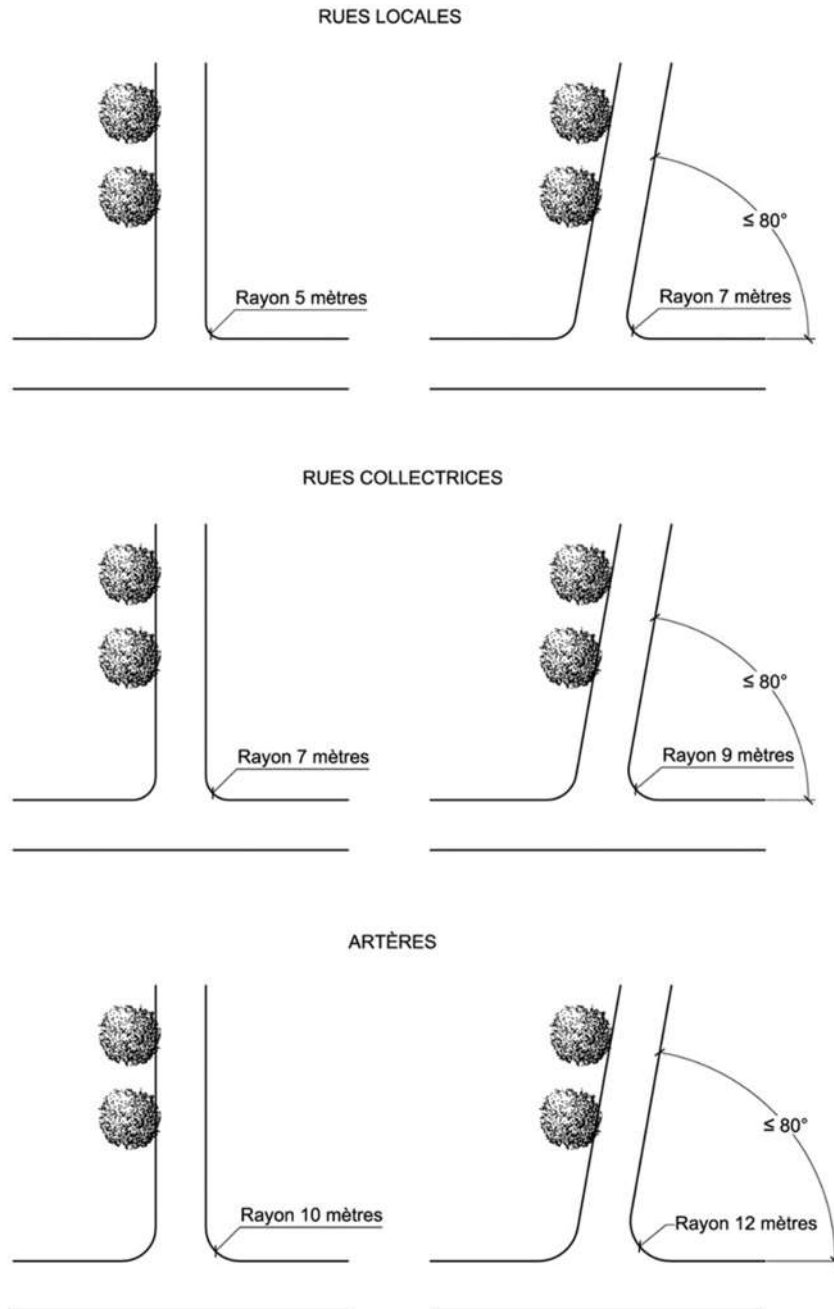 RUES LOCALES
≤ 80°
Rayon 5 mètres
Rayon 7 mètres
RUES COLLECTRICES
≤ 80°
Rayon 7 mètres
Rayon 9 mètres
ARTÈRES
≤ 80°
Rayon 10 mètres
Rayon 12 mètres